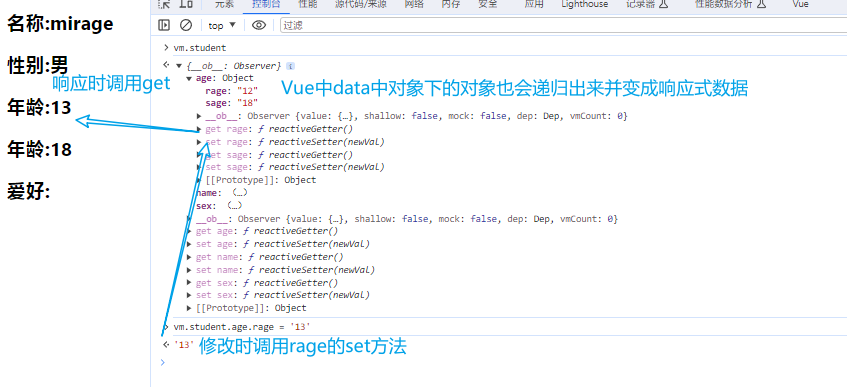 元素 控制台 性能 源代码/来源 网络 内存 安全 应用 Lighthouse 记录器 性能数据分析 Vue
top 过滤
名称:mirage
性别:男
年龄:13
年龄:18
爱好:
响应时调用get
Vue中data中对象下的对象也会递归出来并变成响应式数据
vm.student
{__ob__: Observer}
age: Object
rage: "12"
sage: "18"
__ob__: Observer {value: {…}, shallow: false, mock: false, dep: Dep, vmCount: 0}
get rage: ƒ reactiveGetter()
set rage: ƒ reactiveSetter(newVal)
get sage: ƒ reactiveGetter()
set sage: ƒ reactiveSetter(newVal)
[[Prototype]]: Object
name: (…)
sex: (…)
__ob__: Observer {value: {…}, shallow: false, mock: false, dep: Dep, vmCount: 0}
get age: ƒ reactiveGetter()
set age: ƒ reactiveSetter(newVal)
get name: ƒ reactiveGetter()
set name: ƒ reactiveSetter(newVal)
get sex: ƒ reactiveGetter()
set sex: ƒ reactiveSetter(newVal)
[[Prototype]]: Object
vm.student.age.rage = '13'
'13'
修改时调用rage的set方法